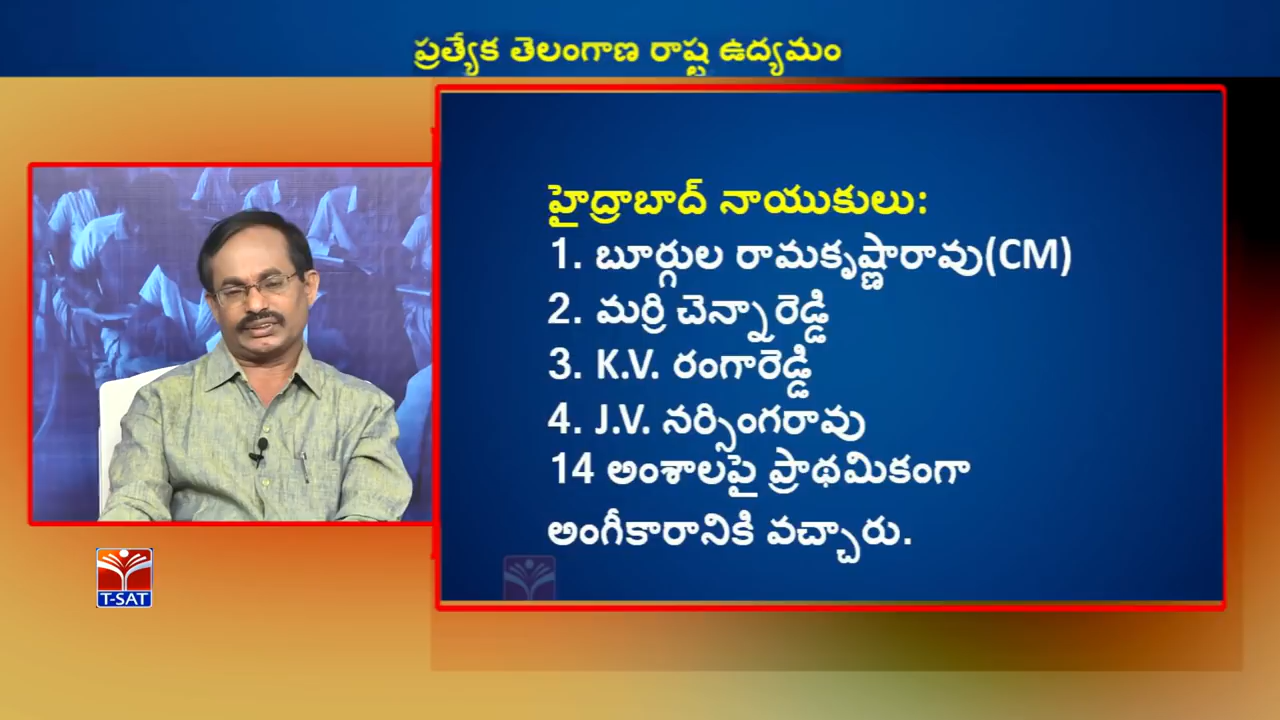 ప్రత్యేక తెలంగాణ రాష్ట ఉద్యమం
హైద్రాబాద్ నాయుకులు:
1. బూర్గుల రామకృష్ణారావు(CM)
2. మర్రి చెన్నారెడ్డి
3. K.V. రంగారెడ్డి
4. J.V. నర్సింగరావు
14 అంశాలపై ప్రాథమికంగా
అంగీకారానికి వచ్చారు.
T-SAT